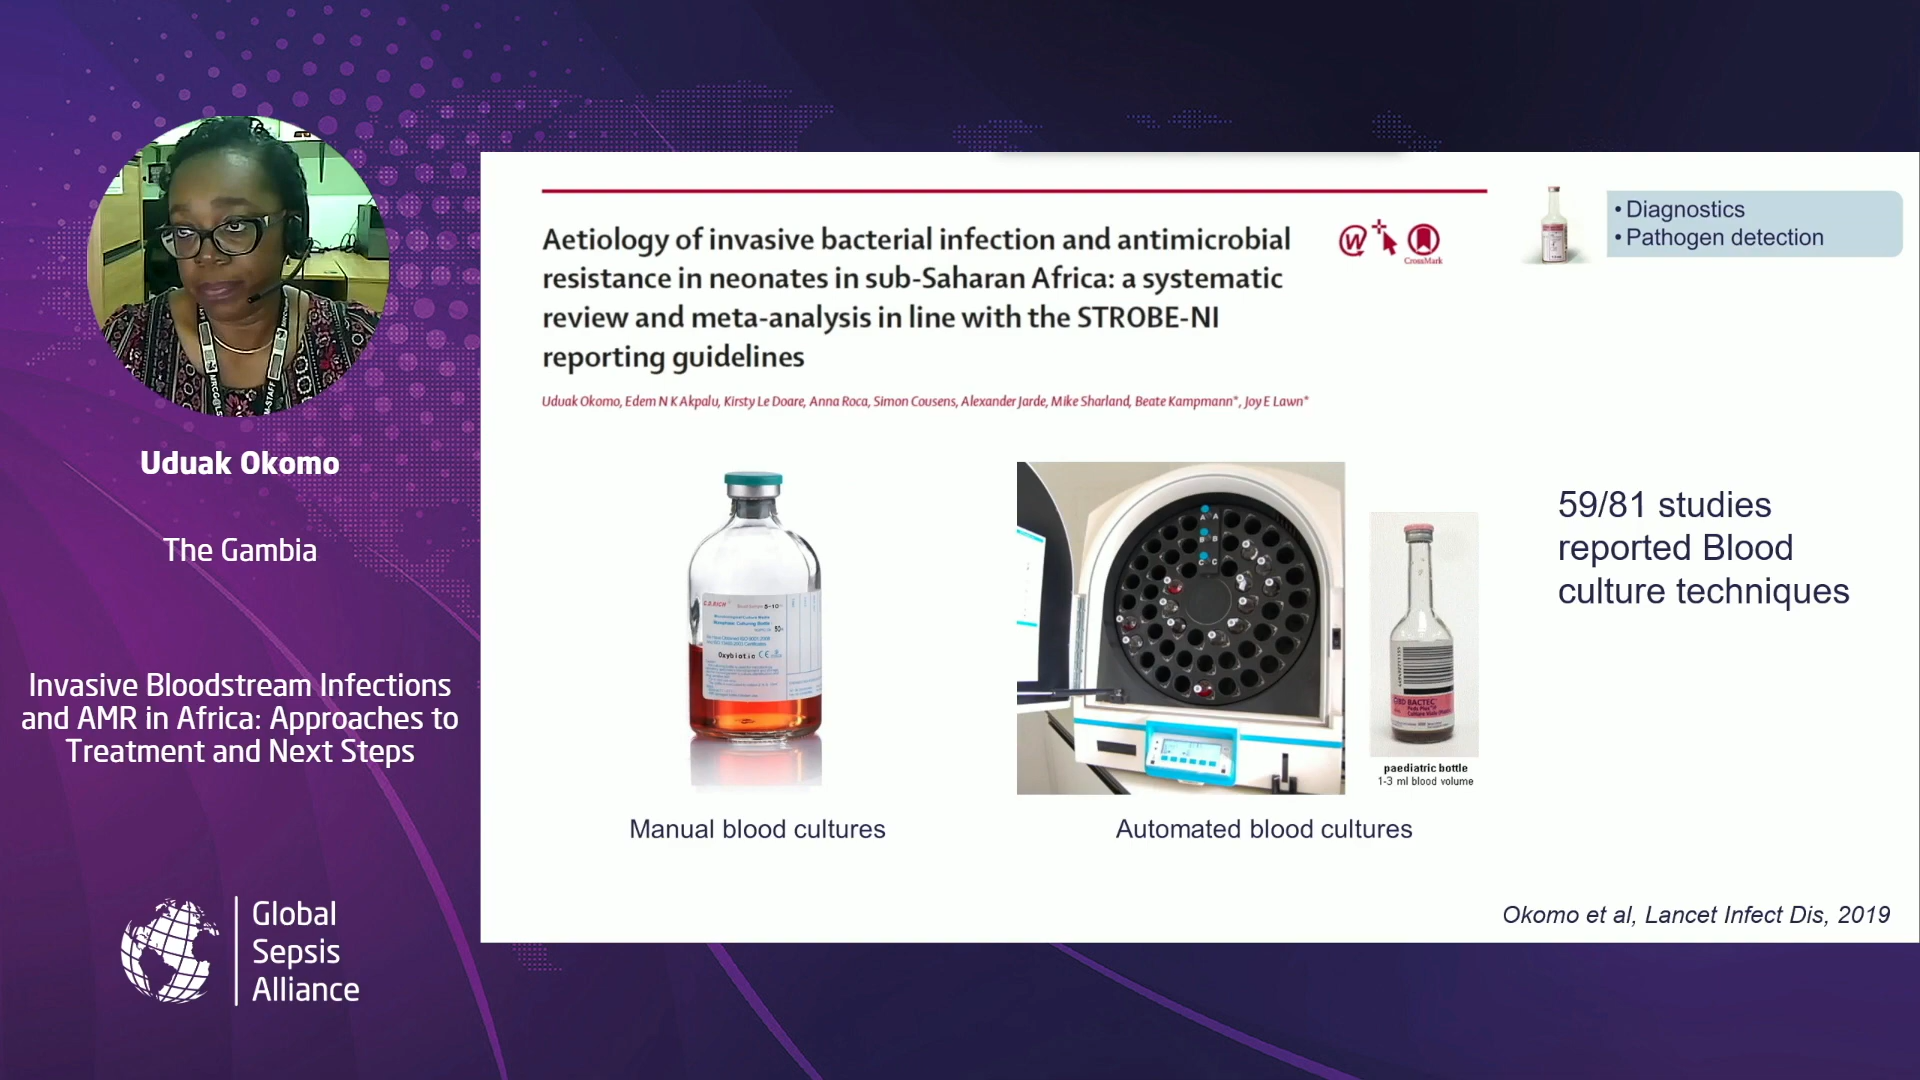 Uduak Okomo
The Gambia
Invasive Bloodstream Infections
and AMR in Africa: Approaches to
Treatment and Next Steps
Global
Sepsis
Alliance
Aetiology of invasive bacterial infection and antimicrobial
resistance in neonates in sub-Saharan Africa: a systematic
review and meta-analysis in line with the STROBE-NI
reporting guidelines
CrossMark
Uduak Okomo, Edem N K Akpalu, Kirsty Le Doare, Anna Roca, Simon Cousens, Alexander Jarde, Mike Sharland, Beate Kampmann*, Joy E Lawn*
• Diagnostics
• Pathogen detection
Oxybiotic CE
BD BACTEC
paediatric bottle
1-3 ml blood volume
Manual blood cultures
Automated blood cultures
59/81 studies
reported Blood
culture techniques
Okomo et al, Lancet Infect Dis, 2019